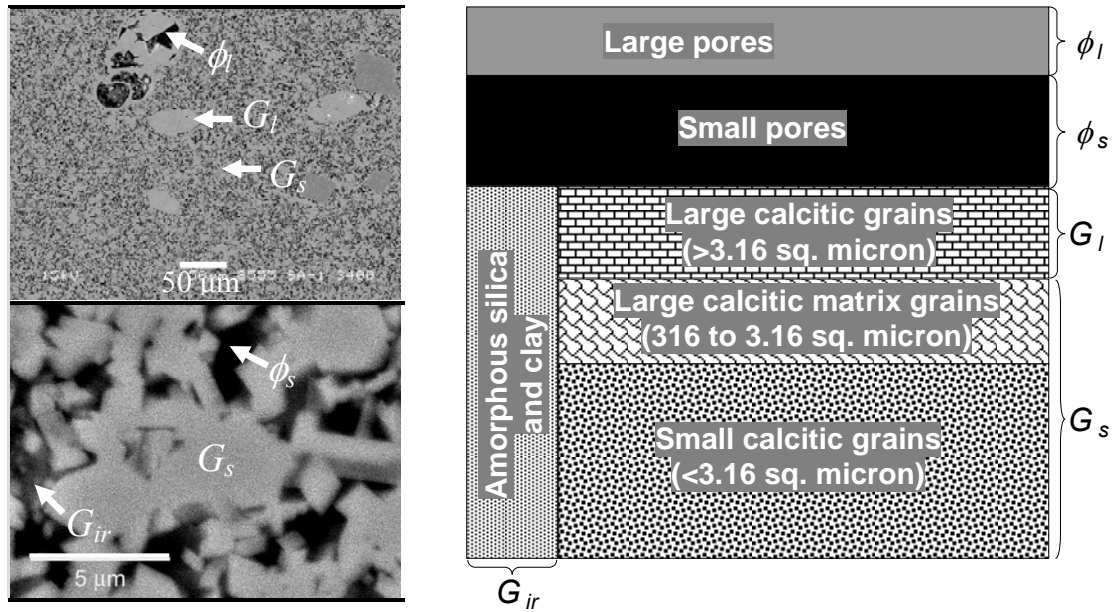 ϕl
Gl
Gs
50 μm
ϕs
Gs
Gir
5 μm
Large pores
ϕl
Small pores
ϕs
Amorphous silica
and clay
Large calcitic grains
(>3.16 sq. micron)
Gl
Large calcitic matrix grains
(316 to 3.16 sq. micron)
Small calcitic grains
(<3.16 sq. micron)
Gs
Gir